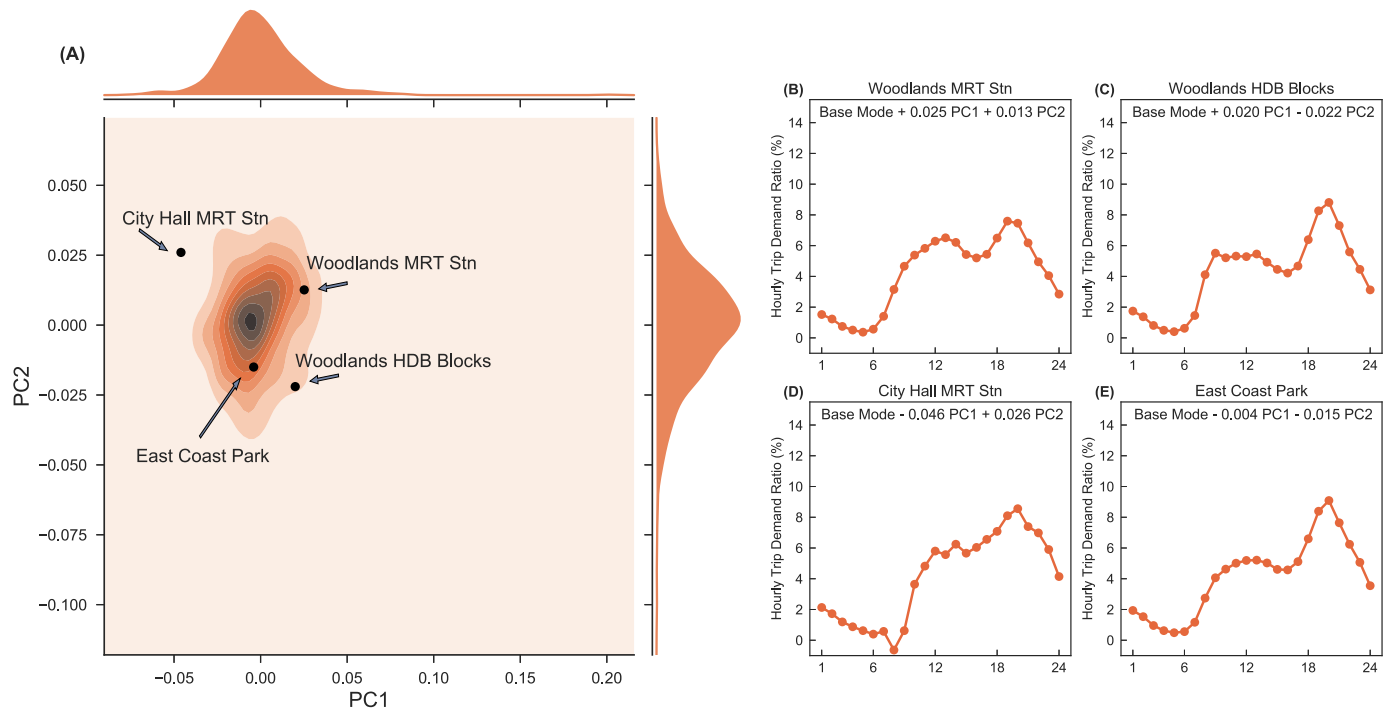 (A)
City Hall MRT Stn
Woodlands MRT Stn
Woodlands HDB Blocks
East Coast Park
PC2
0.050
0.025
0.000
−0.025
−0.050
−0.075
−0.100
−0.05 0.00 0.05 0.10 0.15 0.20
PC1
(B) Woodlands MRT Stn
Base Mode + 0.025 PC1 + 0.013 PC2
Hourly Trip Demand Ratio (%)
14
12
10
8
6
4
2
0
1 6 12 18 24
(C) Woodlands HDB Blocks
Base Mode + 0.020 PC1 - 0.022 PC2
Hourly Trip Demand Ratio (%)
14
12
10
8
6
4
2
0
1 6 12 18 24
(D) City Hall MRT Stn
Base Mode - 0.046 PC1 + 0.026 PC2
Hourly Trip Demand Ratio (%)
14
12
10
8
6
4
2
0
1 6 12 18 24
(E) East Coast Park
Base Mode - 0.004 PC1 - 0.015 PC2
Hourly Trip Demand Ratio (%)
14
12
10
8
6
4
2
0
1 6 12 18 24